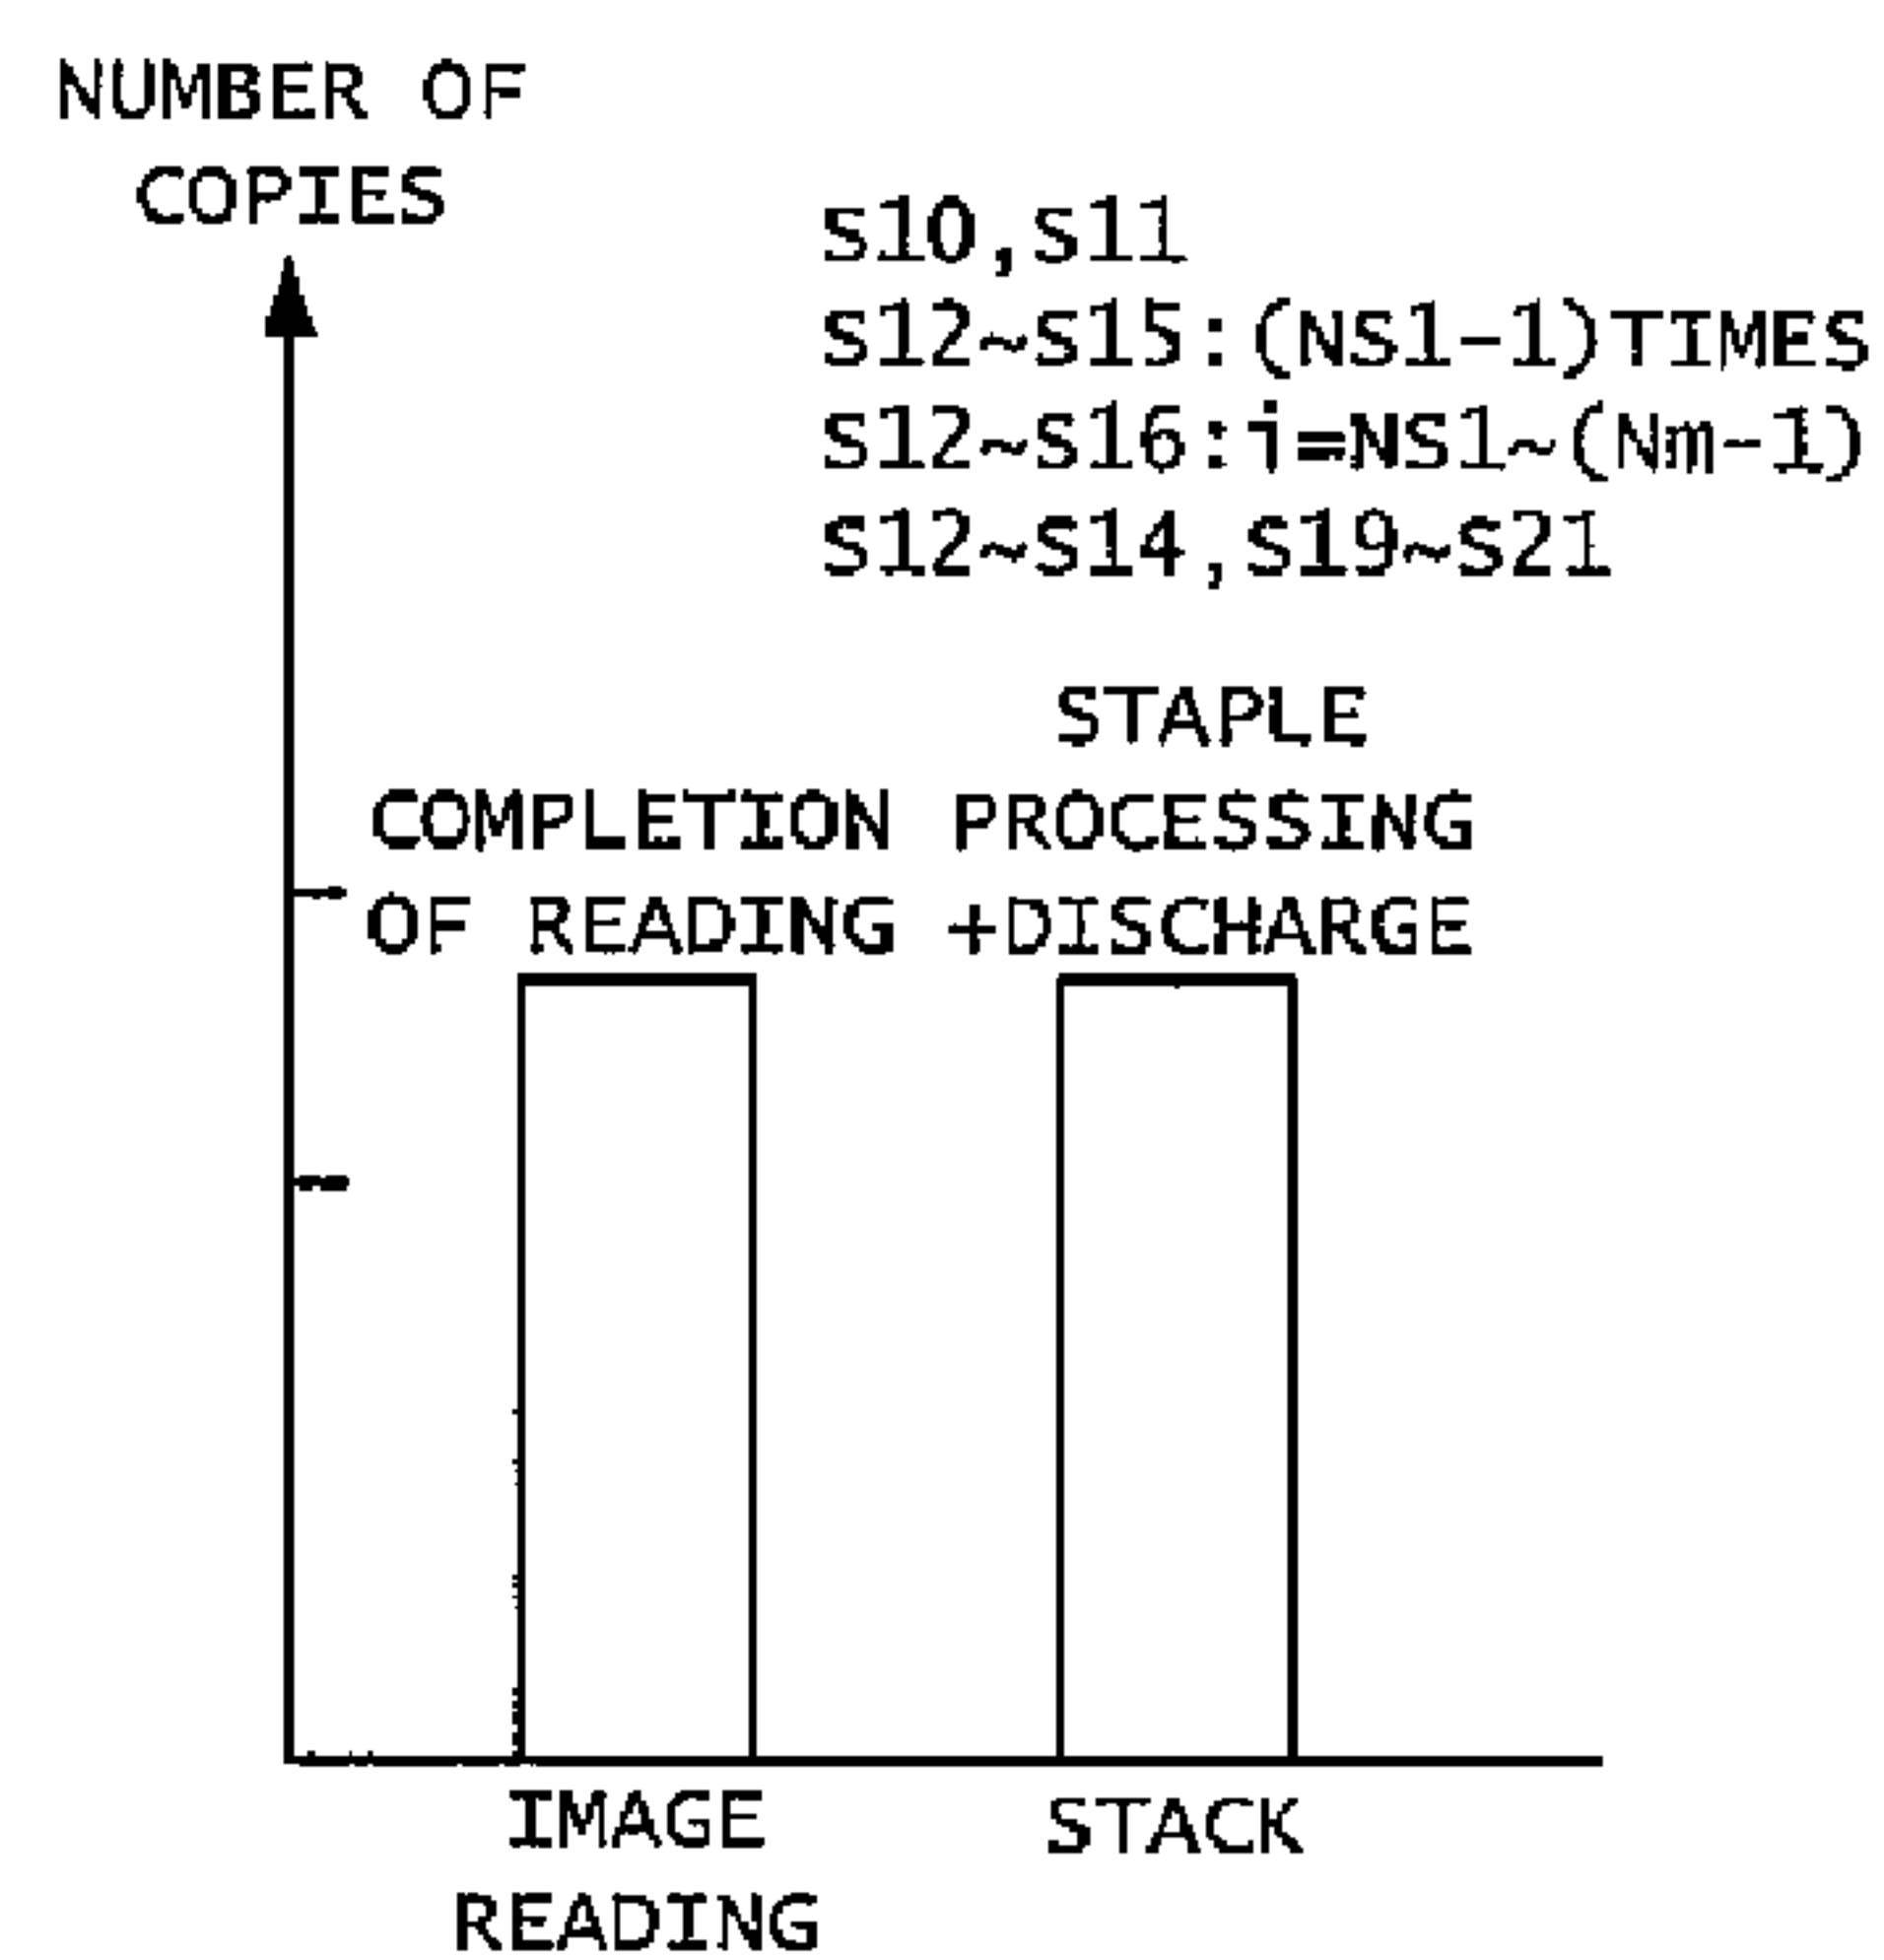 NUMBER OF
COPIES
S10,S11
S12~S15:(NS1-1)TIMES
S12~S16:i=NS1~(Nm-1)
S12~S14,S19~S21
COMPLETION
OF READING
STAPLE
PROCESSING
+DISCHARGE
IMAGE
READING
STACK